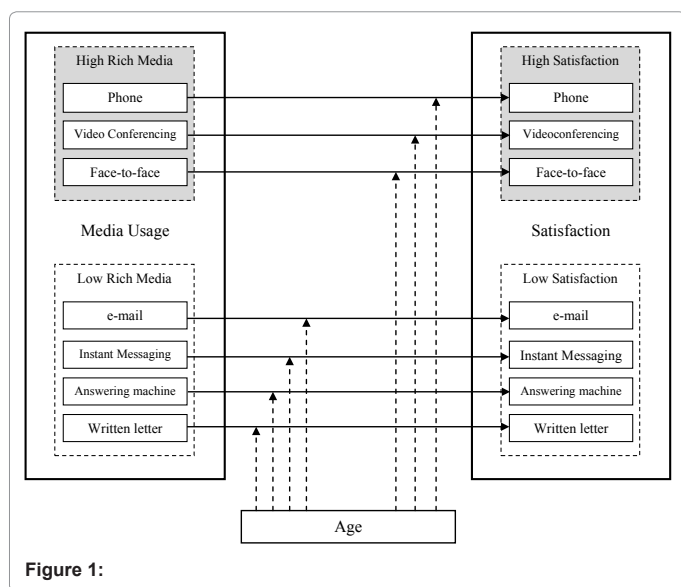 High Rich Media
Phone
Video Conferencing
Face-to-face
Media Usage
Low Rich Media
e-mail
Instant Messaging
Answering machine
Written letter
High Satisfaction
Phone
Videoconferencing
Face-to-face
Satisfaction
Low Satisfaction
e-mail
Instant Messaging
Answering machine
Written letter
Age
Figure 1: